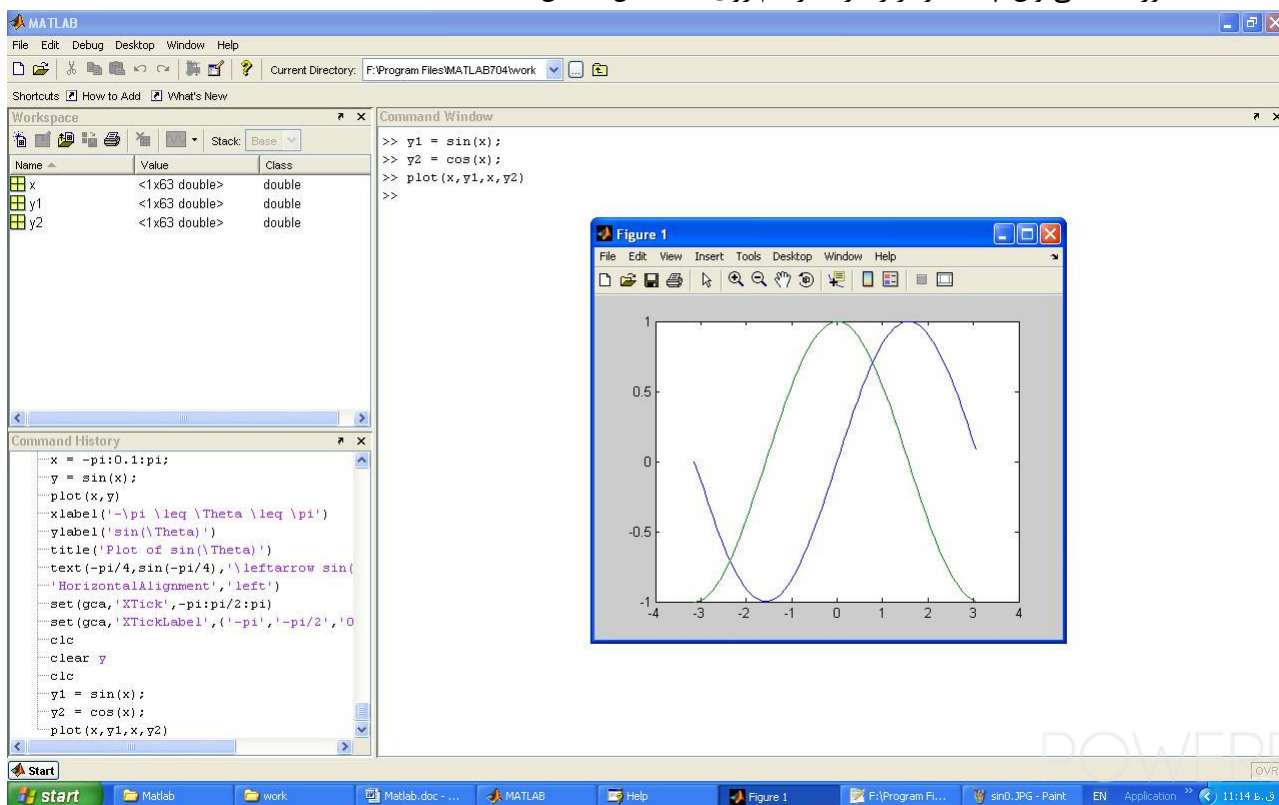 MATLAB
File Edit Debug Desktop Window Help
Current Directory: F:\Program Files\MATLAB704\work
Shortcuts How to Add What's New
Workspace
Stack: Base
Name Value Class
x <1x63 double> double
y1 <1x63 double> double
y2 <1x63 double> double
Command History
x = -pi:0.1:pi;
y = sin(x);
plot(x,y)
xlabel('-\pi \leq \Theta \leq \pi')
ylabel('sin(\Theta)')
title('Plot of sin(\Theta)')
text(-pi/4,sin(-pi/4),'\leftarrow sin(
'HorizontalAlignment','left')
set(gca,'XTick',-pi:pi/2:pi)
set(gca,'XTickLabel',{'-pi','-pi/2','0
clc
clear y
clc
y1 = sin(x);
y2 = cos(x);
plot(x,y1,x,y2)
Command Window
>> y1 = sin(x);
>> y2 = cos(x);
>> plot(x,y1,x,y2)
>>
Figure 1
File Edit View Insert Tools Desktop Window Help
1
0.5
0
-0.5
-1
-4 -3 -2 -1 0 1 2 3 4
POWERE
Start
OVR
start Matlab work Matlab.doc - ... MATLAB Help Figure 1 F:\Program Fi... sin0.JPG - Paint EN Application » 11:14 ق.ظ